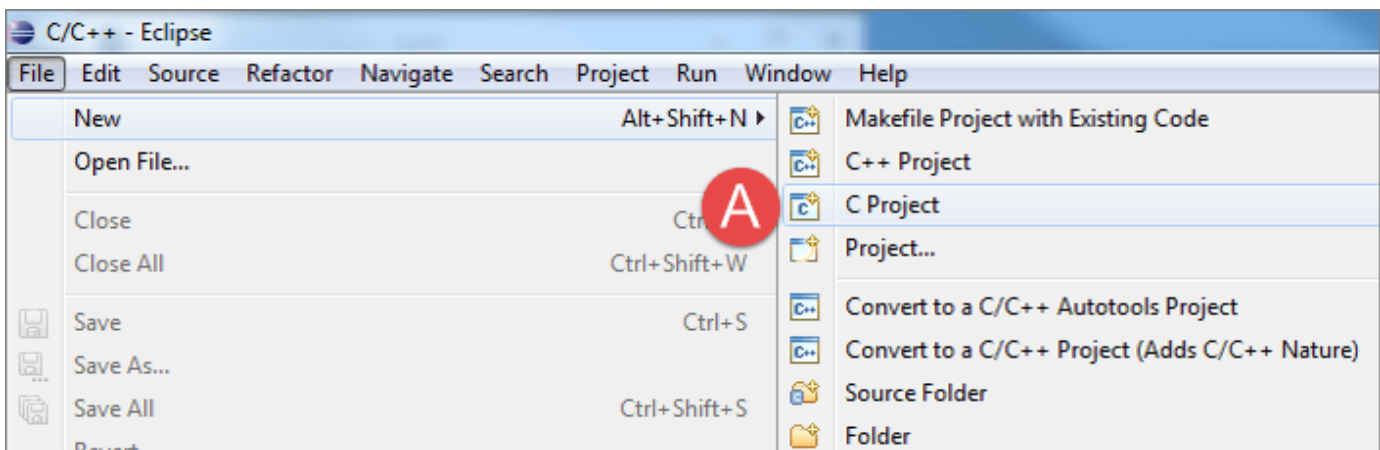 C/C++ - Eclipse
File Edit Source Refactor Navigate Search Project Run Window Help
New Alt+Shift+N
Open File...
Close
Close All Ctrl+Shift+W
Save Ctrl+S
Save As...
Save All Ctrl+Shift+S
A
Makefile Project with Existing Code
C++ Project
C Project
Project...
Convert to a C/C++ Autotools Project
Convert to a C/C++ Project (Adds C/C++ Nature)
Source Folder
Folder